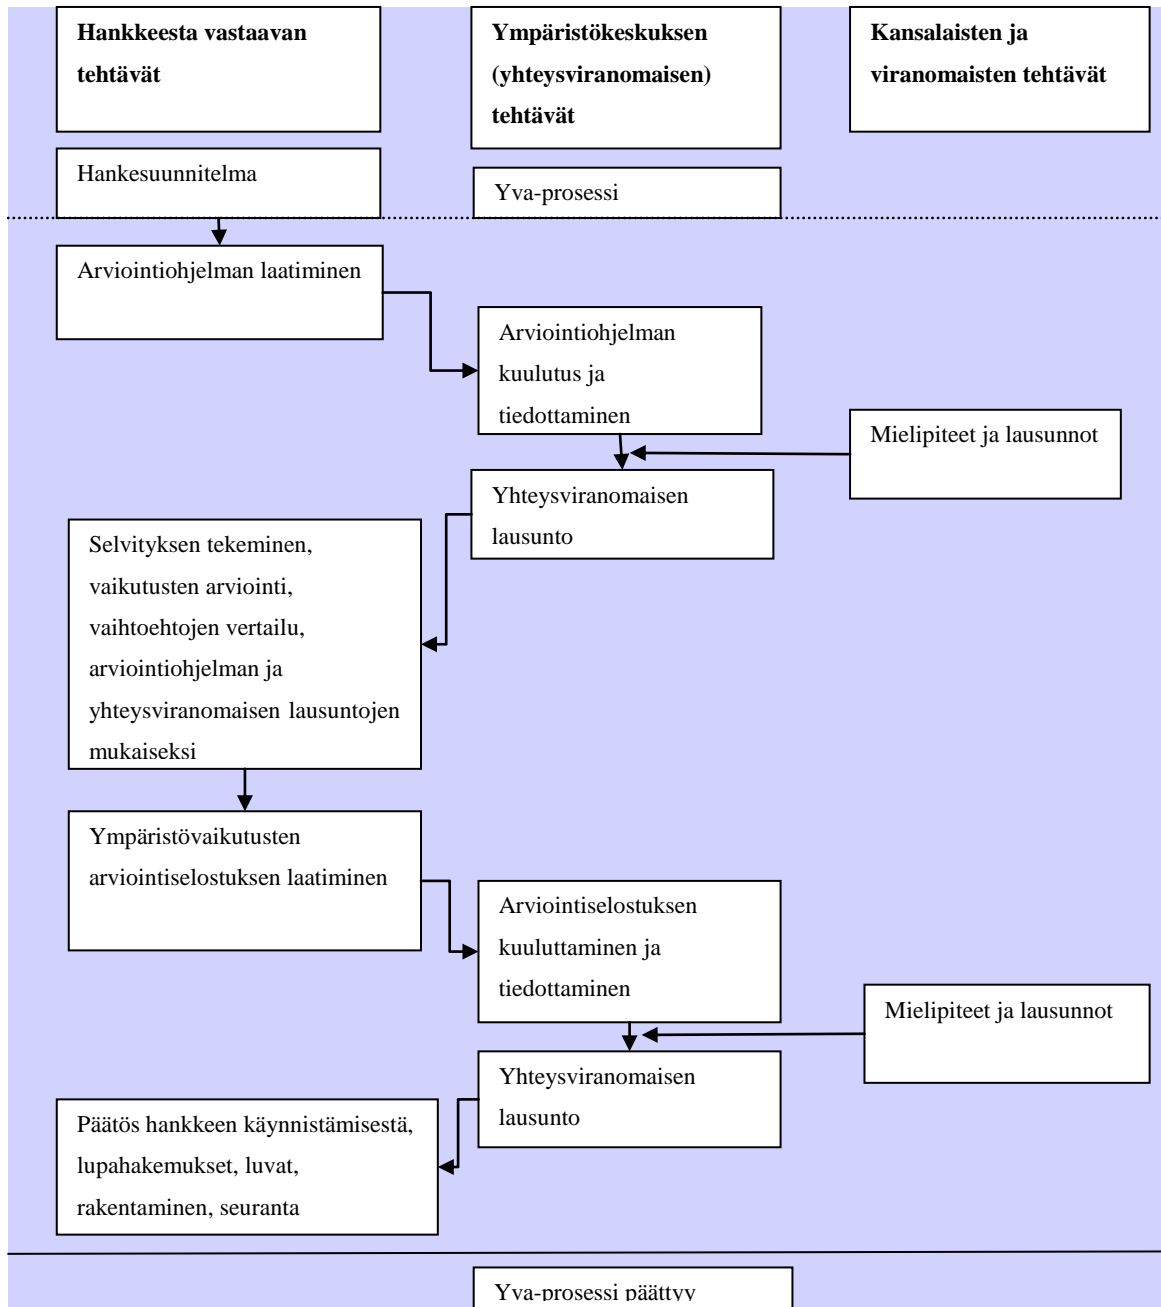 Hankkeesta vastaavan
tehtävät
Ympäristökeskuksen
(yhteysviranomaisen)
tehtävät
Kansalaisten ja
viranomaisten tehtävät
Hankesuunnitelma
Yva-prosessi
Arviointiohjelman laatiminen
Arviointiohjelman
kuulutus ja
tiedottaminen
Mielipiteet ja lausunnot
Yhteysviranomaisen
lausunto
Selvityksen tekeminen,
vaikutusten arviointi,
vaihtoehtojen vertailu,
arviointiohjelman ja
yhteysviranomaisen lausuntojen
mukaiseksi
Ympäristövaikutusten
arviointiselostuksen laatiminen
Arviointiselostuksen
kuuluttaminen ja
tiedottaminen
Mielipiteet ja lausunnot
Yhteysviranomaisen
lausunto
Päätös hankkeen käynnistämisestä,
lupahakemukset, luvat,
rakentaminen, seuranta
Yva-prosessi päättyy